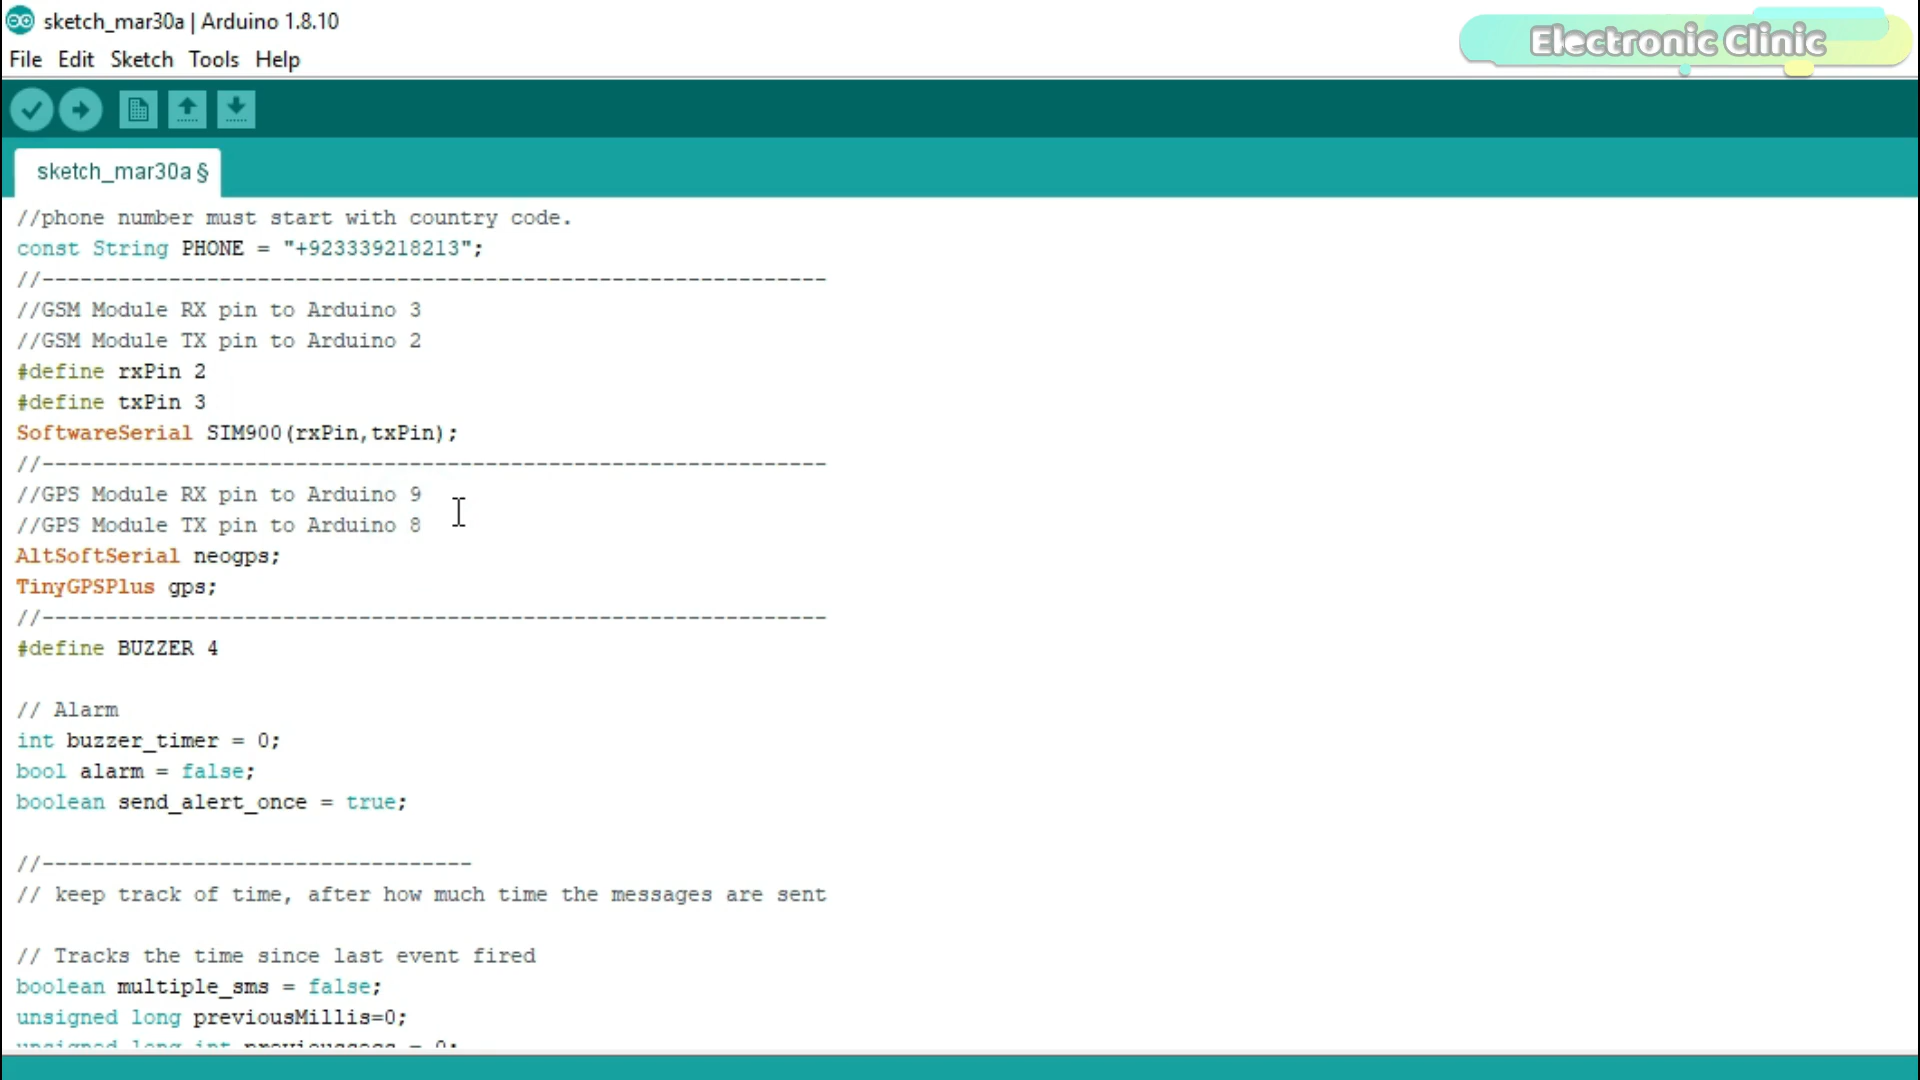 sketch_mar30a | Arduino 1.8.10
Electronic Clinic
File Edit Sketch Tools Help
sketch_mar30a §
//phone number must start with country code.
const String PHONE = "+923339218213";
//--------------------------------------------------------------
//GSM Module RX pin to Arduino 3
//GSM Module TX pin to Arduino 2
#define rxPin 2
#define txPin 3
SoftwareSerial SIM900(rxPin,txPin);
//--------------------------------------------------------------
//GPS Module RX pin to Arduino 9
//GPS Module TX pin to Arduino 8
AltSoftSerial neogps;
TinyGPSPlus gps;
//--------------------------------------------------------------
#define BUZZER 4
// Alarm
int buzzer_timer = 0;
bool alarm = false;
boolean send_alert_once = true;
//----------------------------------
// keep track of time, after how much time the messages are sent
// Tracks the time since last event fired
boolean multiple_sms = false;
unsigned long previousMillis=0;
unsigned long int